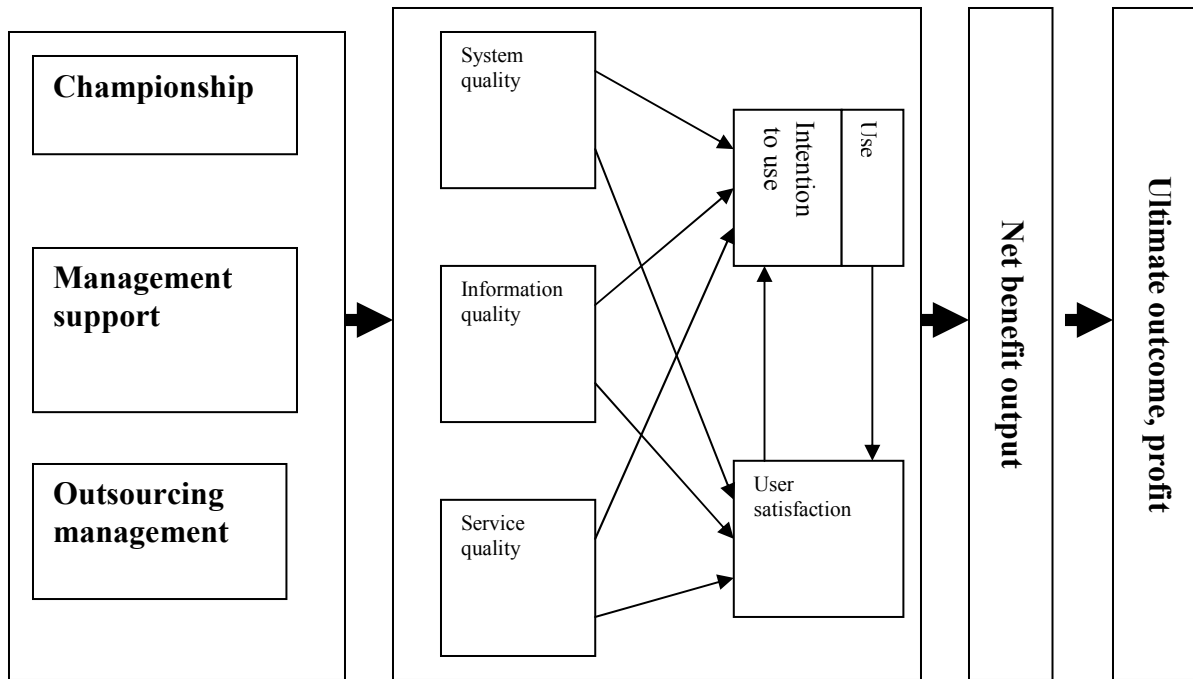 Championship
Management
support
Outsourcing
management
System
quality
Information
quality
Service
quality
Intention
to use
Use
User
satisfaction
Net benefit output
Ultimate outcome, profit